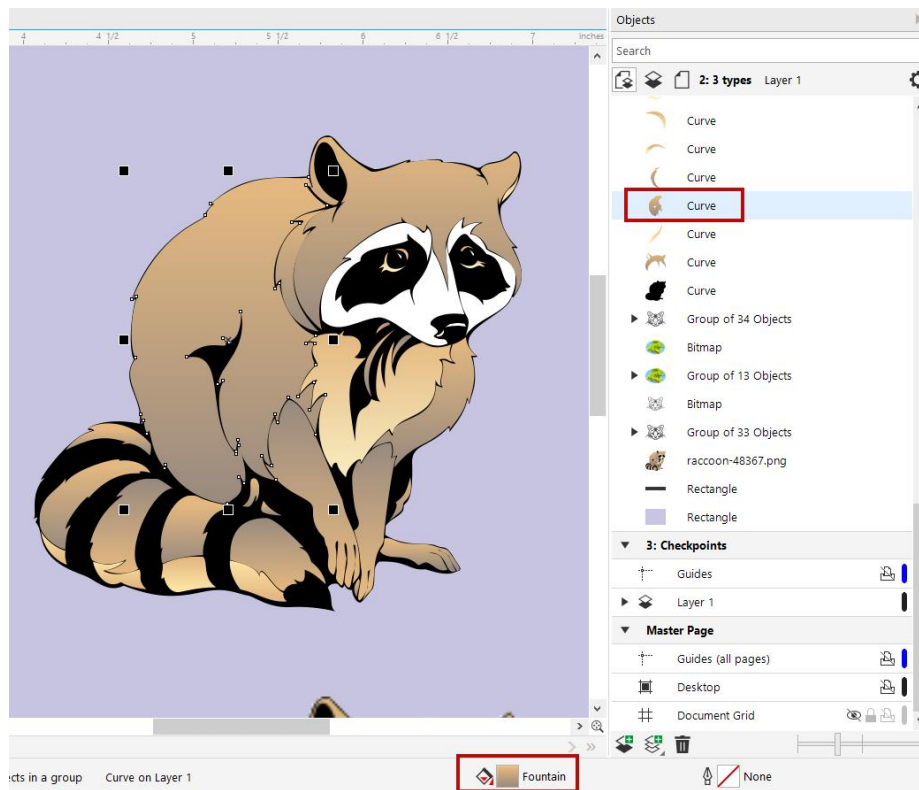 Objects
4 4 1/2 5 5 1/2 6 6 1/2 7 inches
Search
2: 3 types Layer 1
Curve
Curve
Curve
Curve
Curve
Curve
Curve
Group of 34 Objects
Bitmap
Group of 13 Objects
Bitmap
Group of 33 Objects
raccoon-48367.png
Rectangle
Rectangle
3: Checkpoints
Guides
Layer 1
Master Page
Guides (all pages)
Desktop
Document Grid
in a group Curve on Layer 1 Fountain None